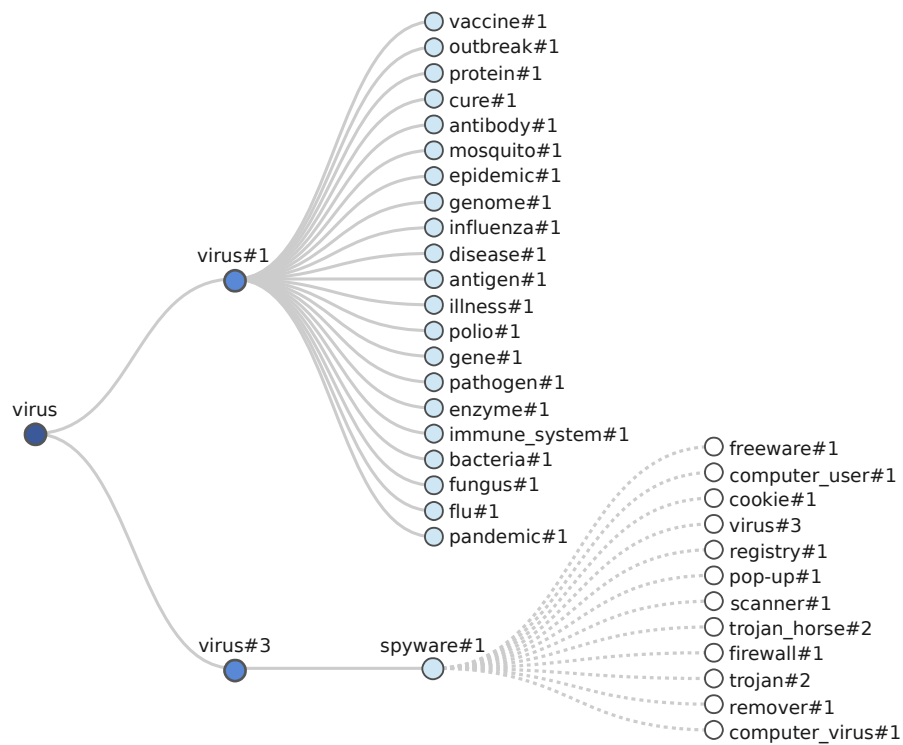 virus
virus#1
vaccine#1
outbreak#1
protein#1
cure#1
antibody#1
mosquito#1
epidemic#1
genome#1
influenza#1
disease#1
antigen#1
illness#1
polio#1
gene#1
pathogen#1
enzyme#1
immune_system#1
bacteria#1
fungus#1
flu#1
pandemic#1
virus#3
spyware#1
freeware#1
computer_user#1
cookie#1
virus#3
registry#1
pop-up#1
scanner#1
trojan_horse#2
firewall#1
trojan#2
remover#1
computer_virus#1